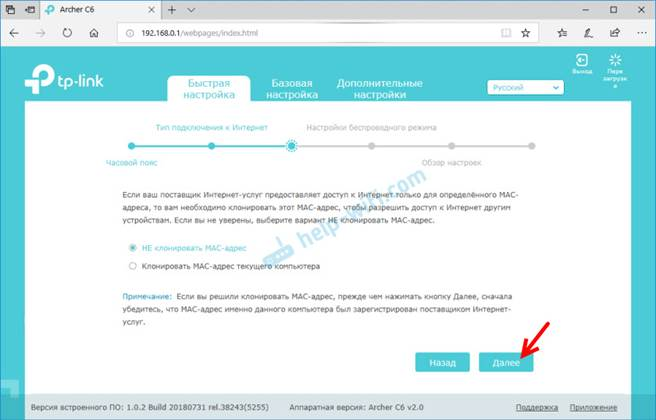 Archer C6
192.168.0.1/webpages/index.html
tp-link
Быстрая
настройка
Базовая
настройка
Дополнительные
настройки
Русский
Выход
Пере
загрузк
а
Тип подключения к Интернет
Настройки беспроводного режима
Часовой пояс
Обзор настроек
Если ваш поставщик Интернет-услуг предоставляет доступ к Интернет только для определённого MAC-
адреса, то вам необходимо клонировать этот MAC-адрес, чтобы разрешить доступ к Интернет другим
устройствам. Если вы не уверены, выберите вариант НЕ клонировать MAC-адрес.
help-wifi.com
НЕ клонировать MAC-адрес
Клонировать MAC-адрес текущего компьютера
Примечание: Если вы решили клонировать MAC-адрес, прежде чем нажимать кнопку Далее, сначала
убедитесь, что MAC-адрес именно данного компьютера был зарегистрирован поставщиком Интернет-
услуг.
Назад
Далее
Версия встроенного ПО: 1.0.2 Build 20180731 rel.38243(5255)
Аппаратная версия: Archer C6 v2.0
Поддержка
Приложение